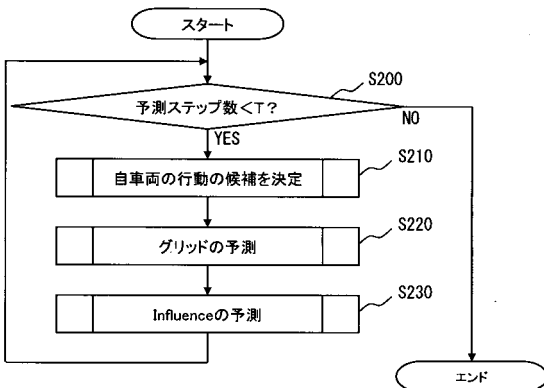 スタート
S200
予測ステップ数<T?
NO
YES
S210
自車両の行動の候補を決定
S220
グリッドの予測
S230
Influenceの予測
エンド